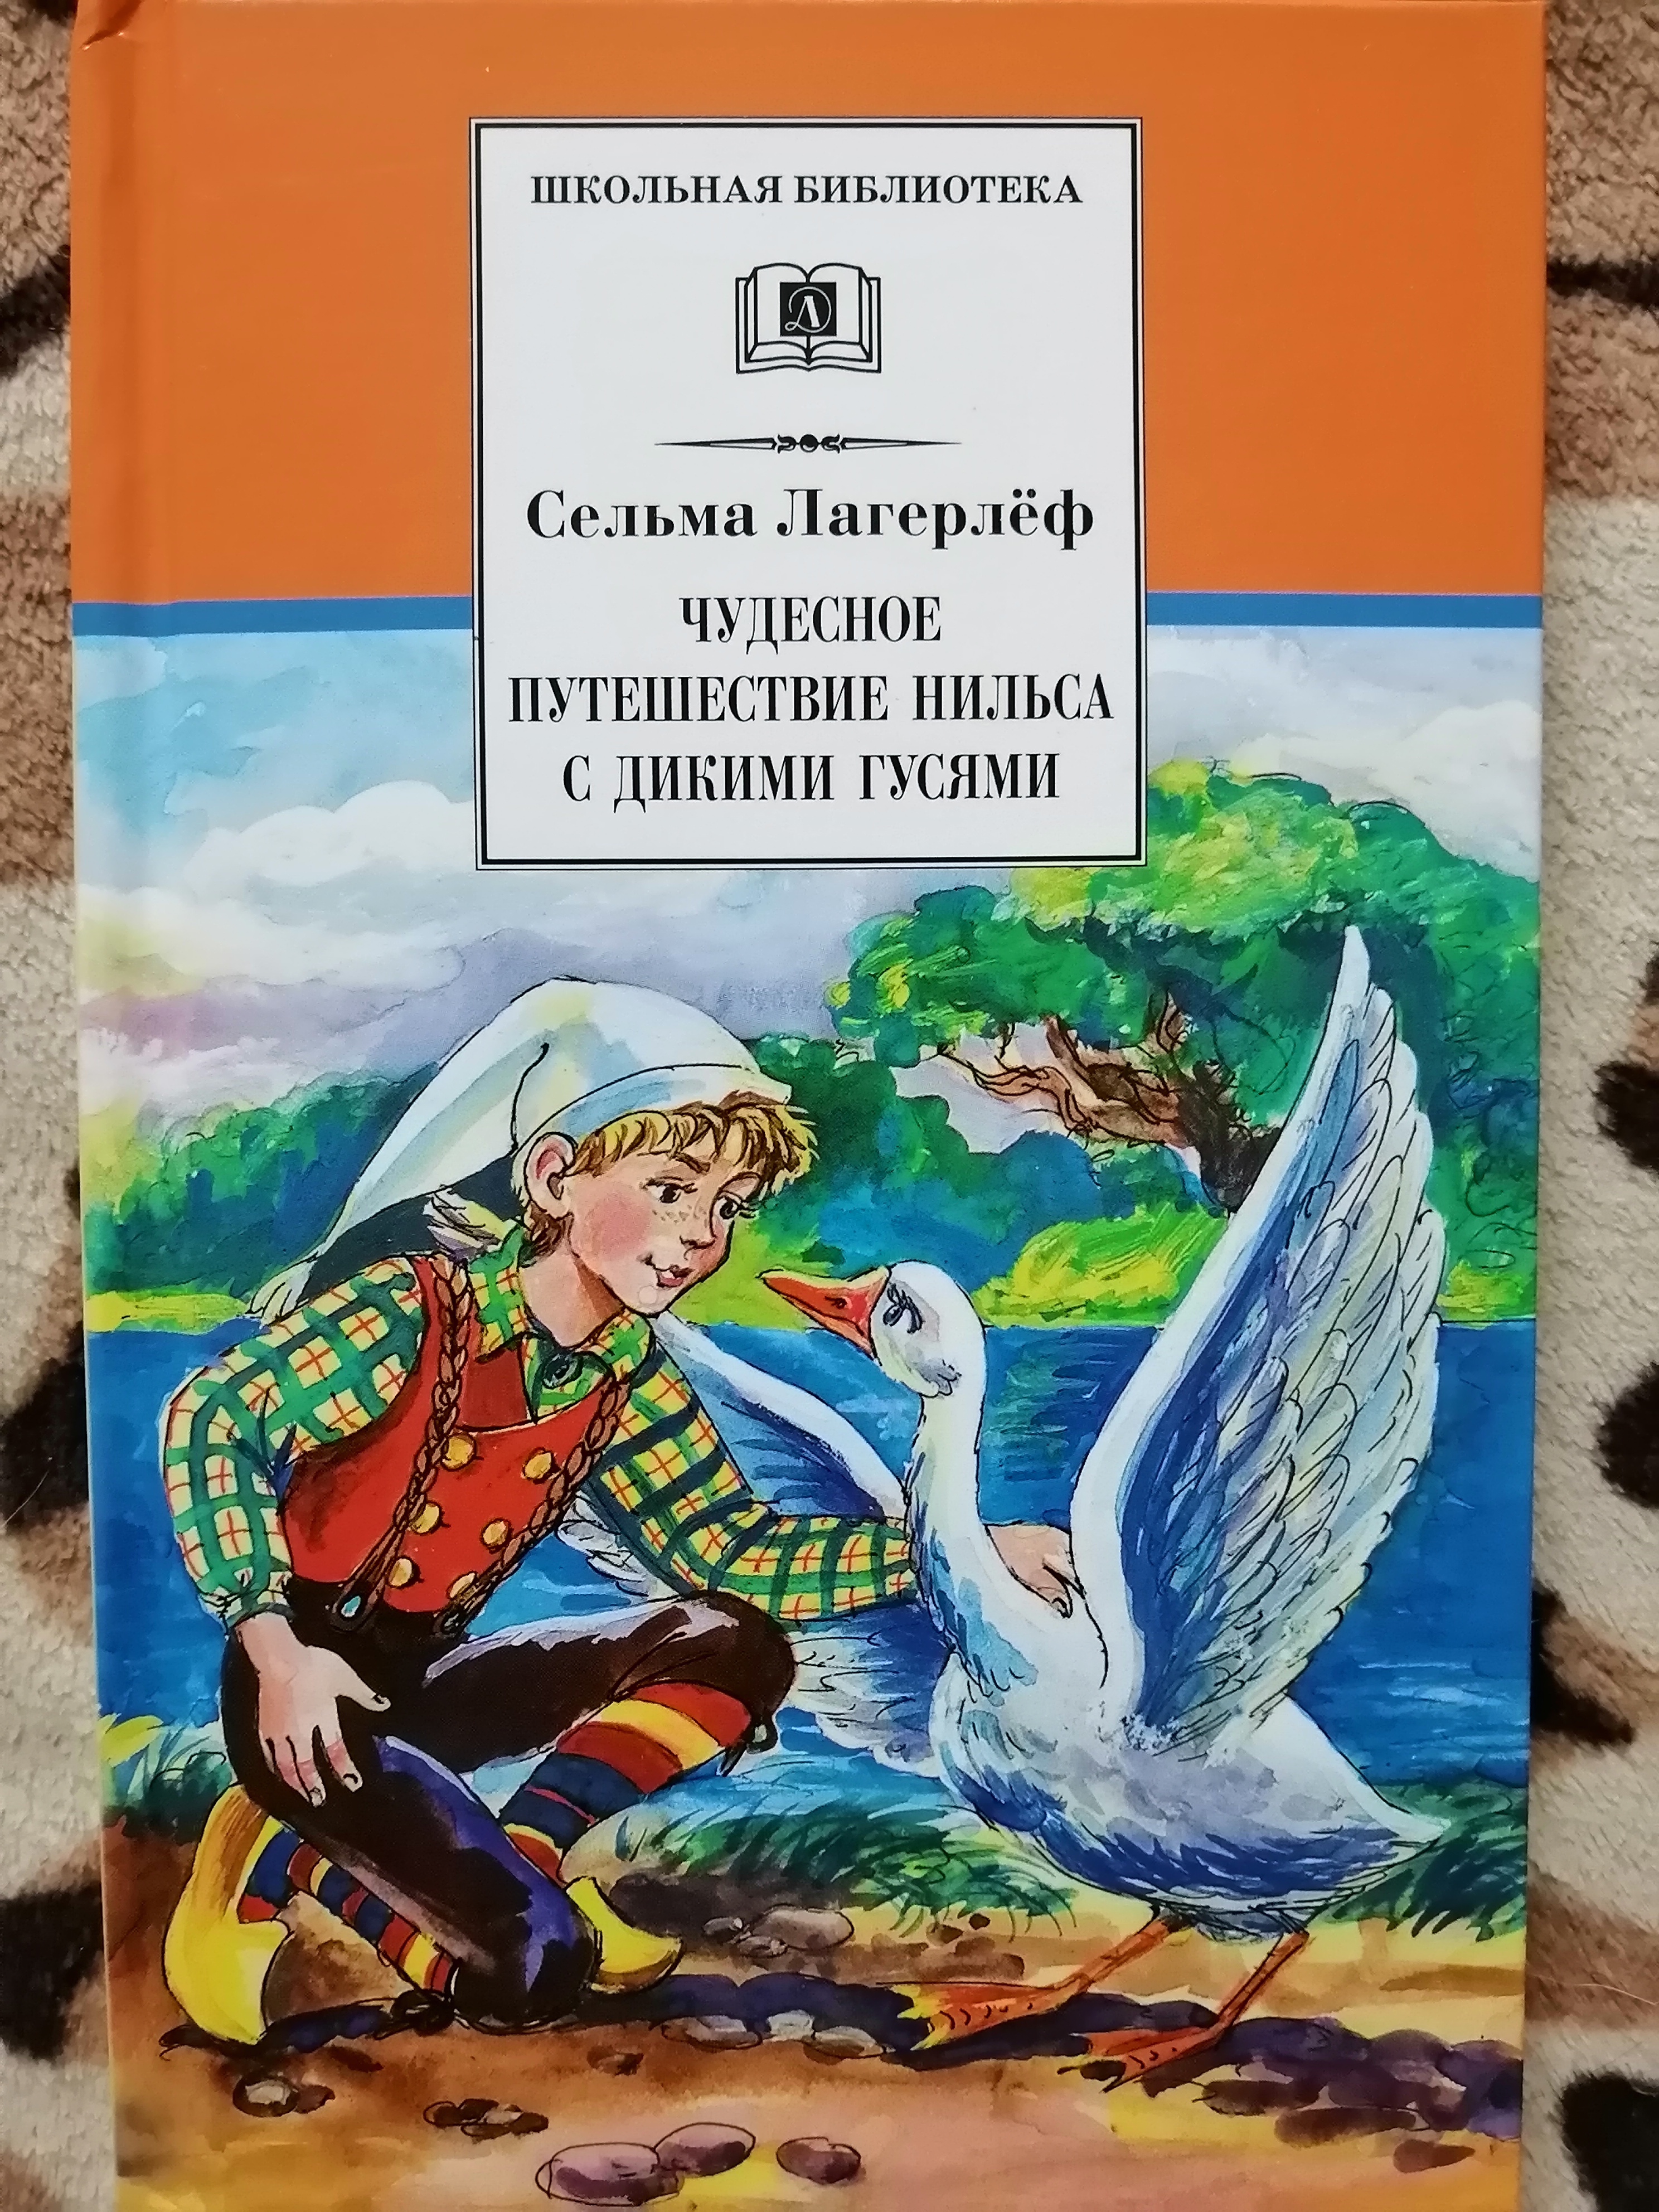 ШКОЛЬНАЯ БИБЛИОТЕКА
Д
Сельма Лагерлёф
ЧУДЕСНОЕ
ПУТЕШЕСТВИЕ НИЛЬСА
С ДИКИМИ ГУСЯМИ